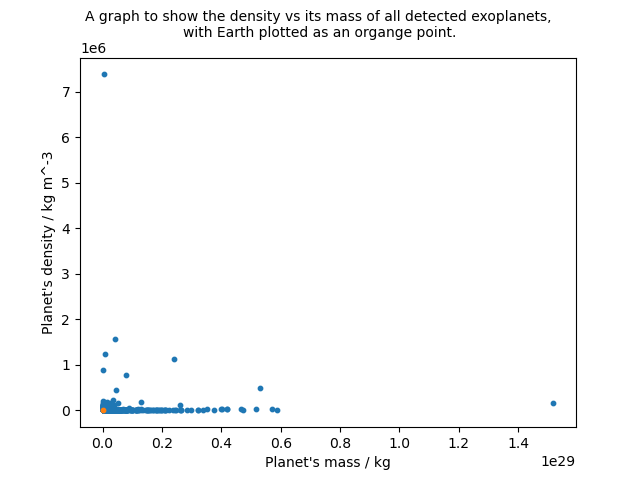 A graph to show the density vs its mass of all detected exoplanets,
with Earth plotted as an organge point.
1e6
7
6
5
4
3
2
1
0
Planet's density / kg m^-3
0.0 0.2 0.4 0.6 0.8 1.0 1.2 1.4
1e29
Planet's mass / kg